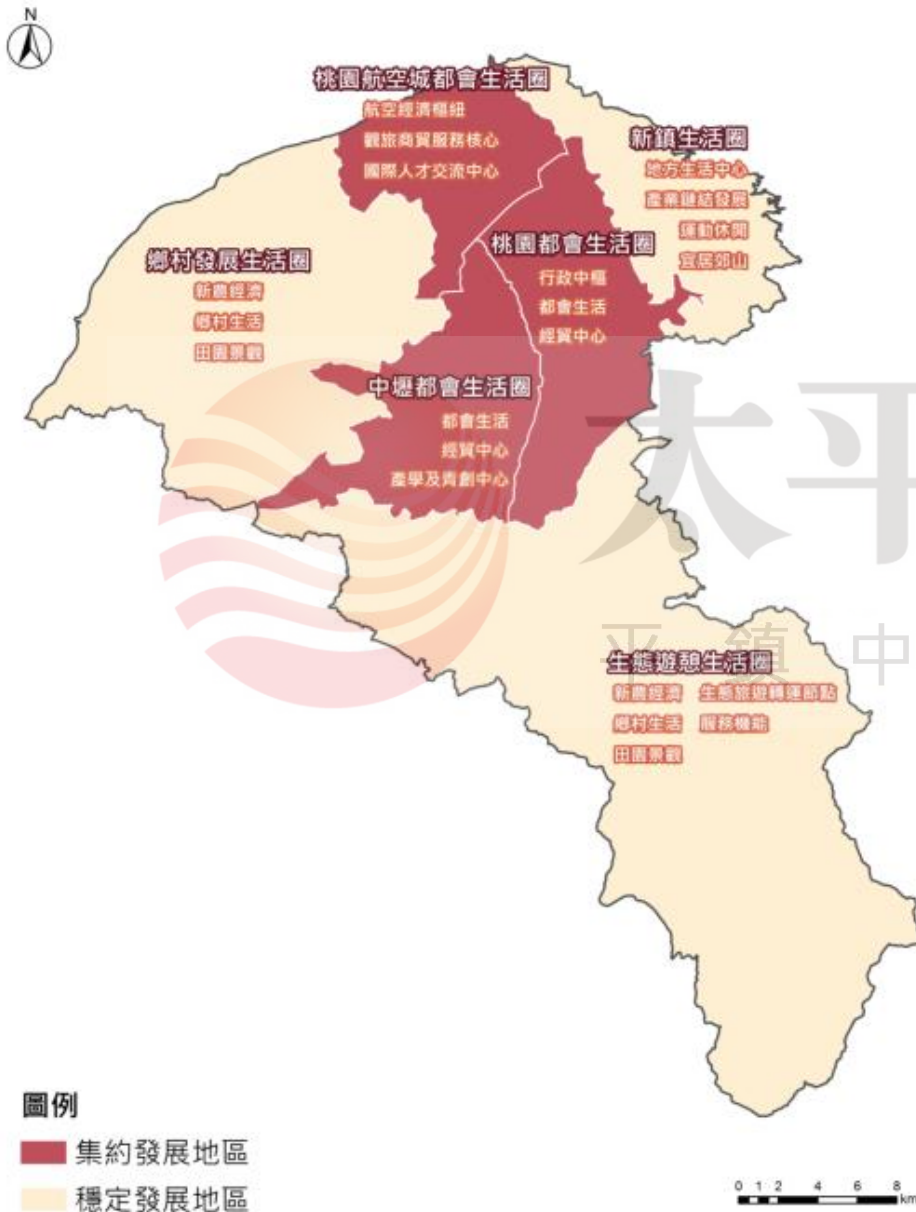 N
桃園航空城都會生活圈
航空經濟樞紐
觀旅商貿服務核心
國際人才交流中心
新鎮生活圈
地方生活中心
產業鏈結發展
運動休閒
宜居郊山
桃園都會生活圈
行政中樞
都會生活
經貿中心
鄉村發展生活圈
新農經濟
鄉村生活
田園景觀
中壢都會生活圈
都會生活
經貿中心
產學及青創中心
太平
平鎮中
生態遊憩生活圈
新農經濟 生態旅遊轉運節點
鄉村生活 服務機能
田園景觀
圖例
集約發展地區
穩定發展地區
0 1 2 4 6 8
km